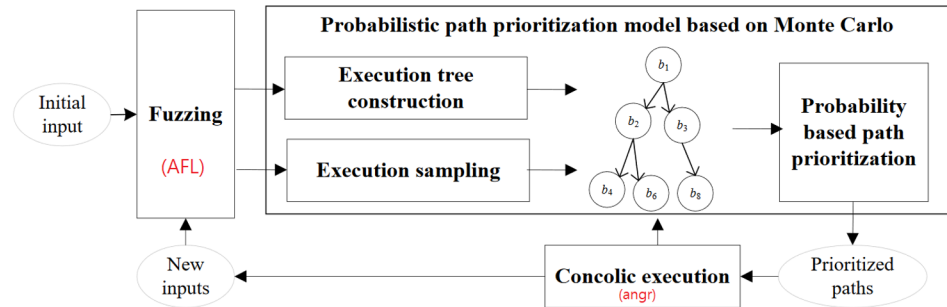 Probabilistic path prioritization model based on Monte Carlo
Initial
input
Fuzzing
(AFL)
Execution tree
construction
Execution sampling
b1
b2
b3
b4
b6
b8
Probability
based path
prioritization
New
inputs
Concolic execution
(angr)
Prioritized
paths